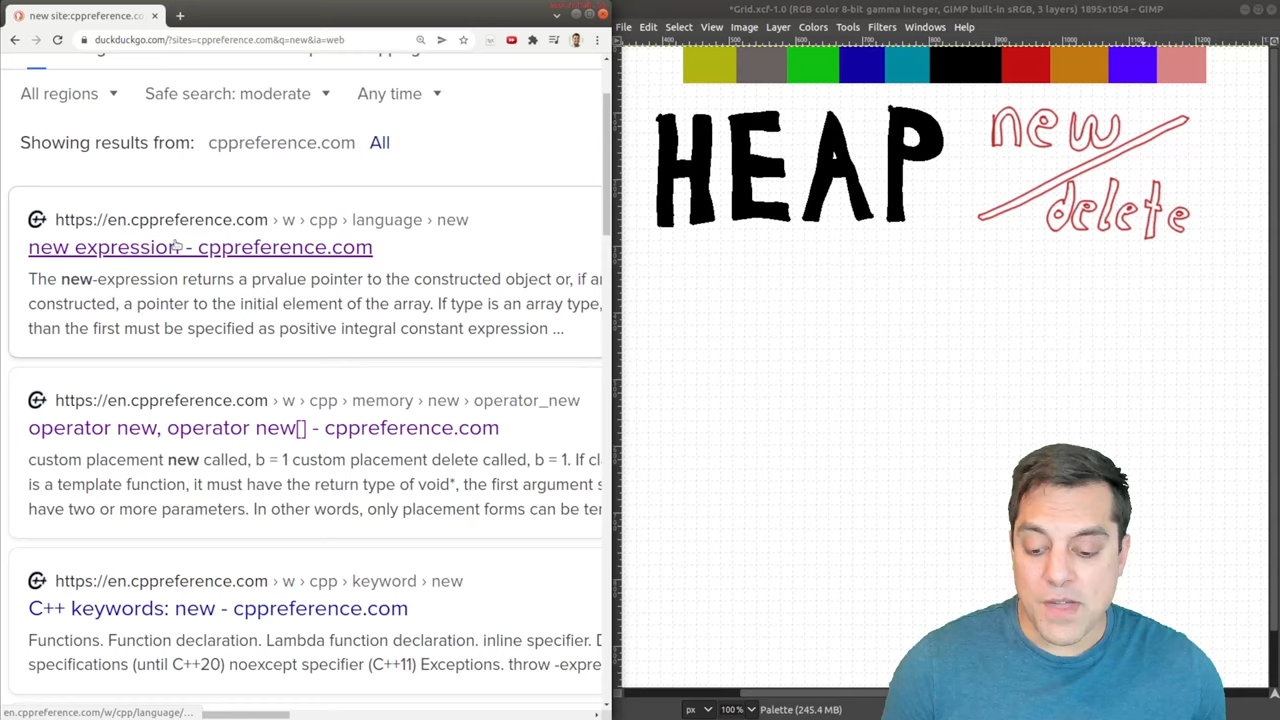 new site:cppreference.co
duckduckgo.com/?sites=cppreference.com&q=new&ia=web
All regions
Safe search: moderate
Any time
Showing results from: cppreference.com All
https://en.cppreference.com › w › cpp › language › new
new expression - cppreference.com
The new-expression returns a prvalue pointer to the constructed object or, if ar
constructed, a pointer to the initial element of the array. If type is an array type,
than the first must be specified as positive integral constant expression ...
https://en.cppreference.com › w › cpp › memory › new › operator_new
operator new, operator new[] - cppreference.com
custom placement new called, b = 1 custom placement delete called, b = 1. If cl
is a template function, it must have the return type of void*, the first argument s
have two or more parameters. In other words, only placement forms can be ter
https://en.cppreference.com › w › cpp › keyword › new
C++ keywords: new - cppreference.com
Functions. Function declaration. Lambda function declaration. inline specifier. D
specifications (until C++20) noexcept specifier (C++11) Exceptions. throw -expre
en.cppreference.com/w/cpp/language/...
*Grid.xcf-1.0 (RGB color 8-bit gamma integer, GIMP built-in sRGB, 3 layers) 1895x1054 – GIMP
File Edit Select View Image Layer Colors Tools Filters Windows Help
HEAP
new
delete
px 100% Palette (245.4 MB)